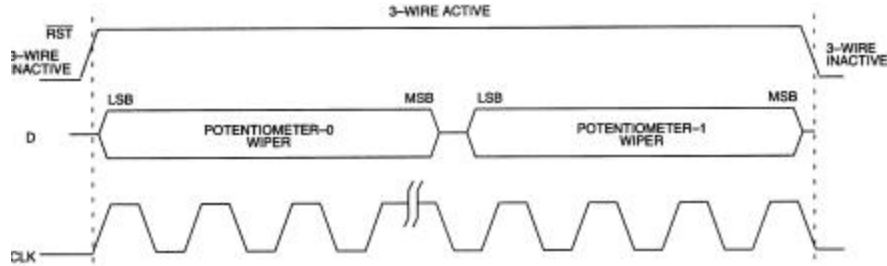 3–WIRE ACTIVE
RST
3–WIRE
INACTIVE
3–WIRE
INACTIVE
LSB
MSB
LSB
MSB
D
POTENTIOMETER–0
WIPER
POTENTIOMETER–1
WIPER
CLK